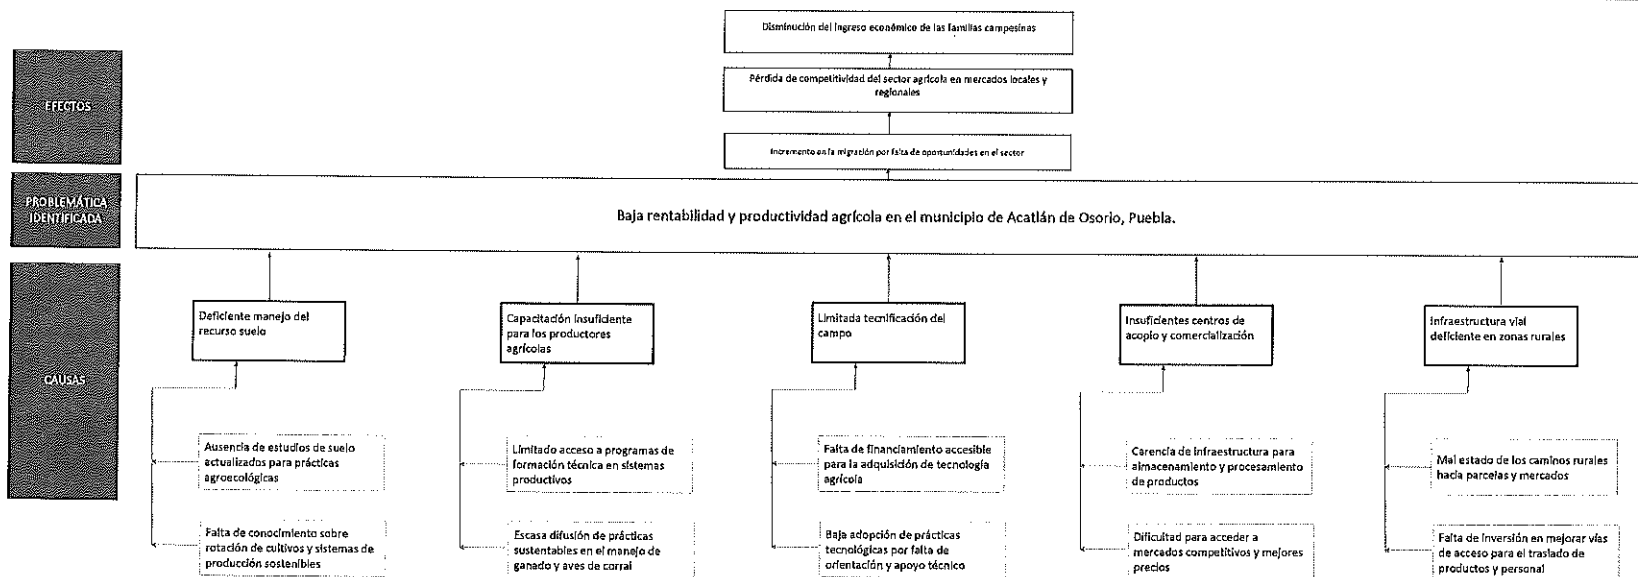 Disminución del ingreso económico de las familias campesinas
Pérdida de competitividad del sector agrícola en mercados locales y
regionales
EFECTOS
Incremento en la migración por falta de oportunidades en el sector
PROBLEMÁTICA
IDENTIFICADA
Baja rentabilidad y productividad agrícola en el municipio de Acatlán de Osorio, Puebla.
CAUSAS
Deficiente manejo del
recurso suelo
Capacitación insuficiente
para los productores
agrícolas
Limitada tecnificación del
campo
Insuficientes centros de
acopio y comercialización
Infraestructura vial
deficiente en zonas rurales
Ausencia de estudios de suelo
actualizados para prácticas
agroecológicas
Limitado acceso a programas de
formación técnica en sistemas
productivos
Falta de financiamiento accesible
para la adquisición de tecnología
agrícola
Carencia de infraestructura para
almacenamiento y procesamiento
de productos
Mal estado de los caminos rurales
hacia parcelas y mercados
Falta de conocimiento sobre
rotación de cultivos y sistemas de
producción sostenibles
Escasa difusión de prácticas
sustentables en el manejo de
ganado y aves de corral
Baja adopción de prácticas
tecnológicas por falta de
orientación y apoyo técnico
Dificultad para acceder a
mercados competitivos y mejores
precios
Falta de inversión en mejorar vías
de acceso para el traslado de
productos y personal